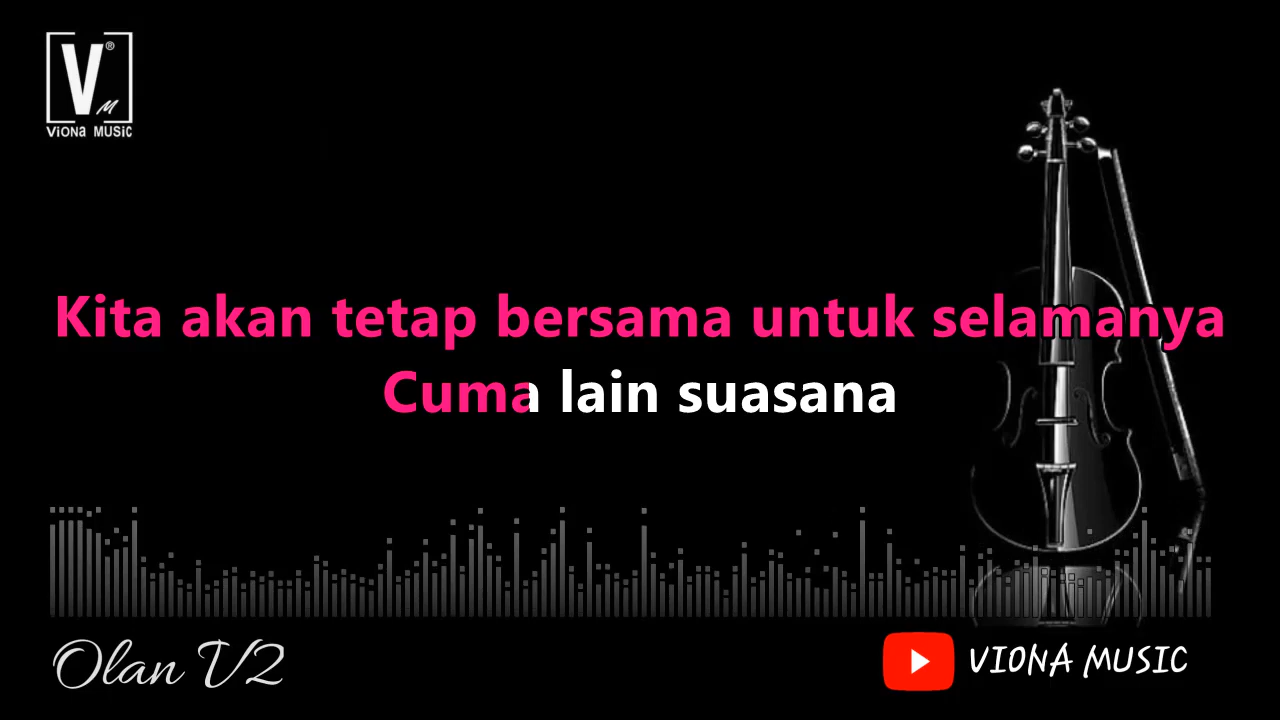 V®
M
ViONa MUSiC
Kita akan tetap bersama untuk selamanya
Cuma lain suasana
Olan V2
VIONA MUSIC